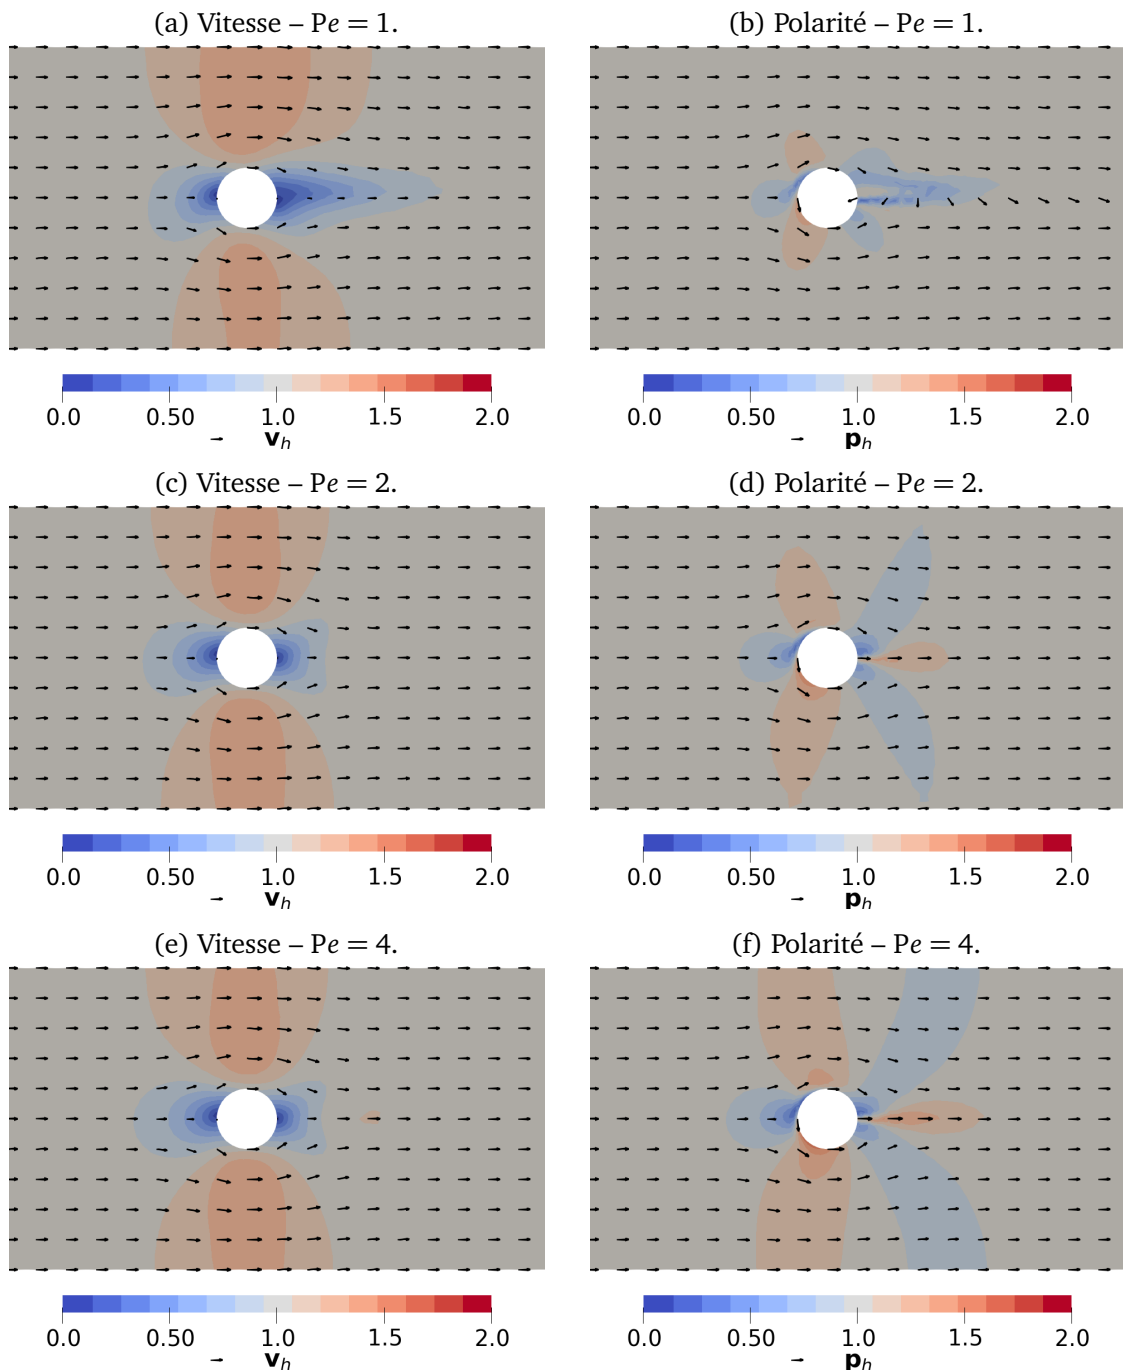 (a) Vitesse – Pe = 1.
(b) Polarité – Pe = 1.
0.0 0.50 1.0 1.5 2.0
v_h
0.0 0.50 1.0 1.5 2.0
p_h
(c) Vitesse – Pe = 2.
(d) Polarité – Pe = 2.
0.0 0.50 1.0 1.5 2.0
v_h
0.0 0.50 1.0 1.5 2.0
p_h
(e) Vitesse – Pe = 4.
(f) Polarité – Pe = 4.
0.0 0.50 1.0 1.5 2.0
v_h
0.0 0.50 1.0 1.5 2.0
p_h